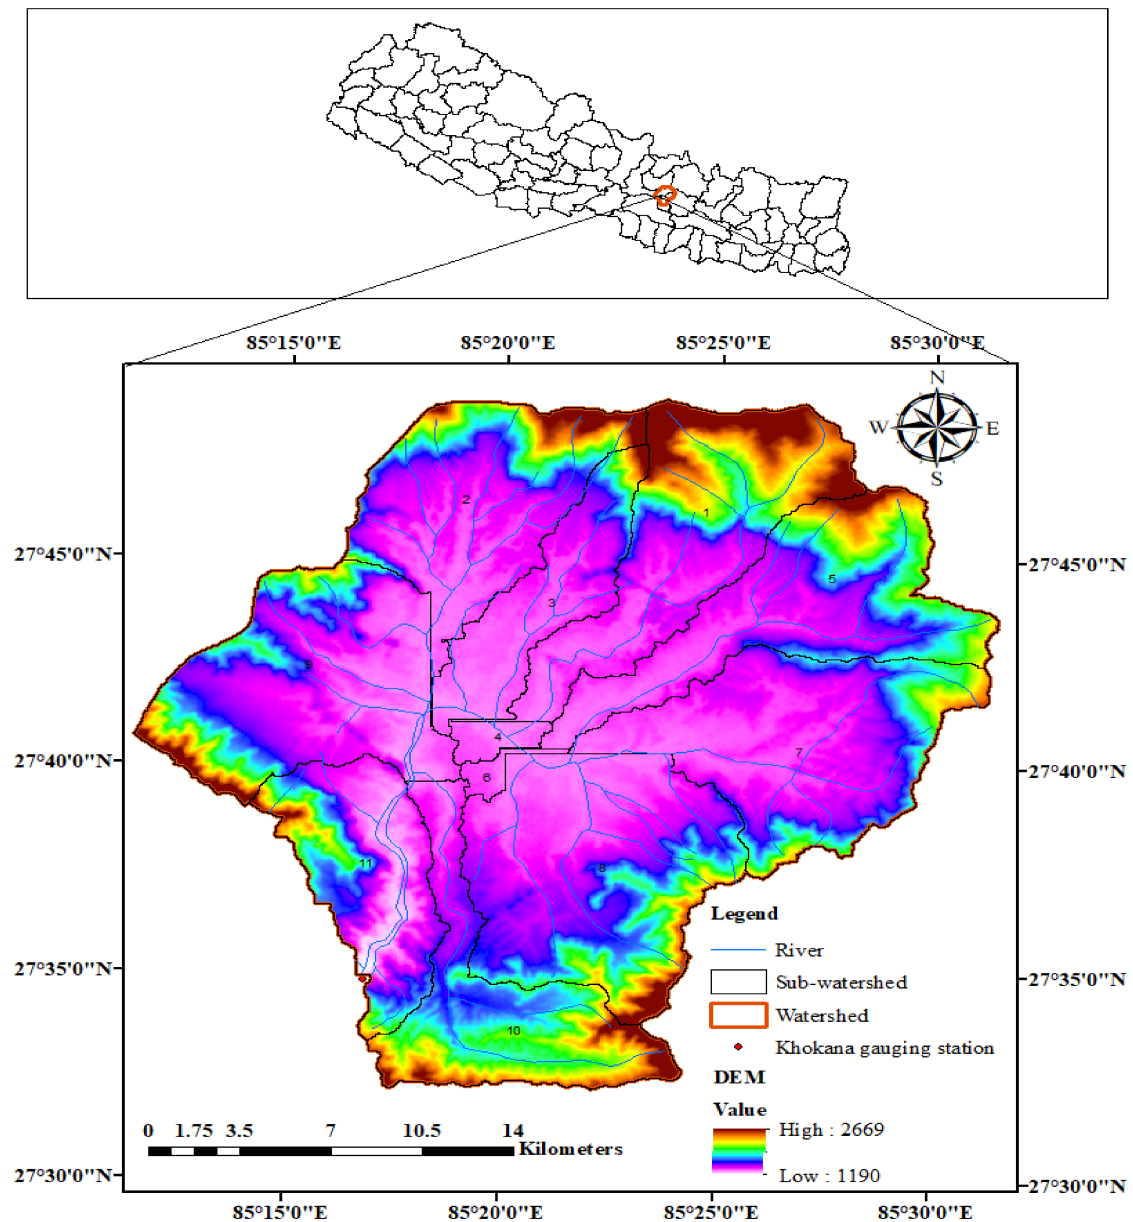 85°15'0"E 85°20'0"E 85°25'0"E 85°30'0"E
N
W E
S
2
1
27°45'0"N 27°45'0"N
5
3
9
4
27°40'0"N 6 7 27°40'0"N
11 8
Legend
River
27°35'0"N Sub-watershed 27°35'0"N
Watershed
10
Khokana gauging station
DEM
Value
0 1.75 3.5 7 10.5 14 High : 2669
Kilometers
27°30'0"N Low : 1190 27°30'0"N
85°15'0"E 85°20'0"E 85°25'0"E 85°30'0"E